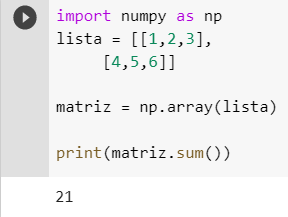 import numpy as np
lista = [[1,2,3],
[4,5,6]]
matriz = np.array(lista)
print(matriz.sum())
21